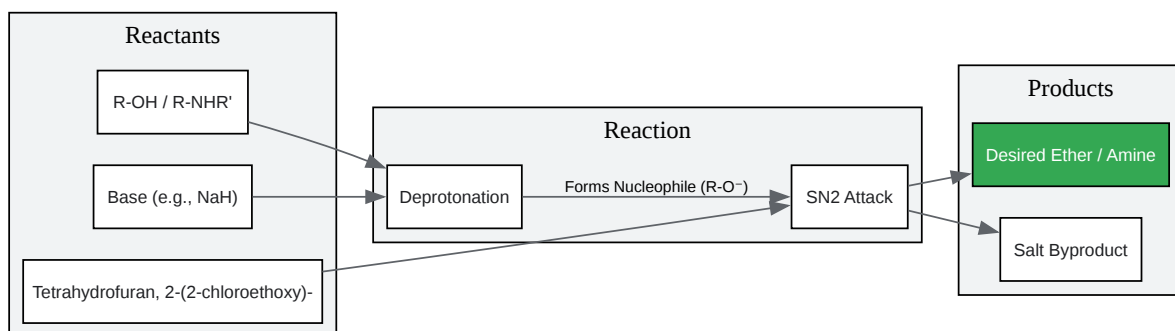 Reactants
R-OH / R-NHR'
Base (e.g., NaH)
Tetrahydrofuran, 2-(2-chloroethoxy)-
Reaction
Deprotonation
Forms Nucleophile (R-O⁻)
SN2 Attack
Products
Desired Ether / Amine
Salt Byproduct